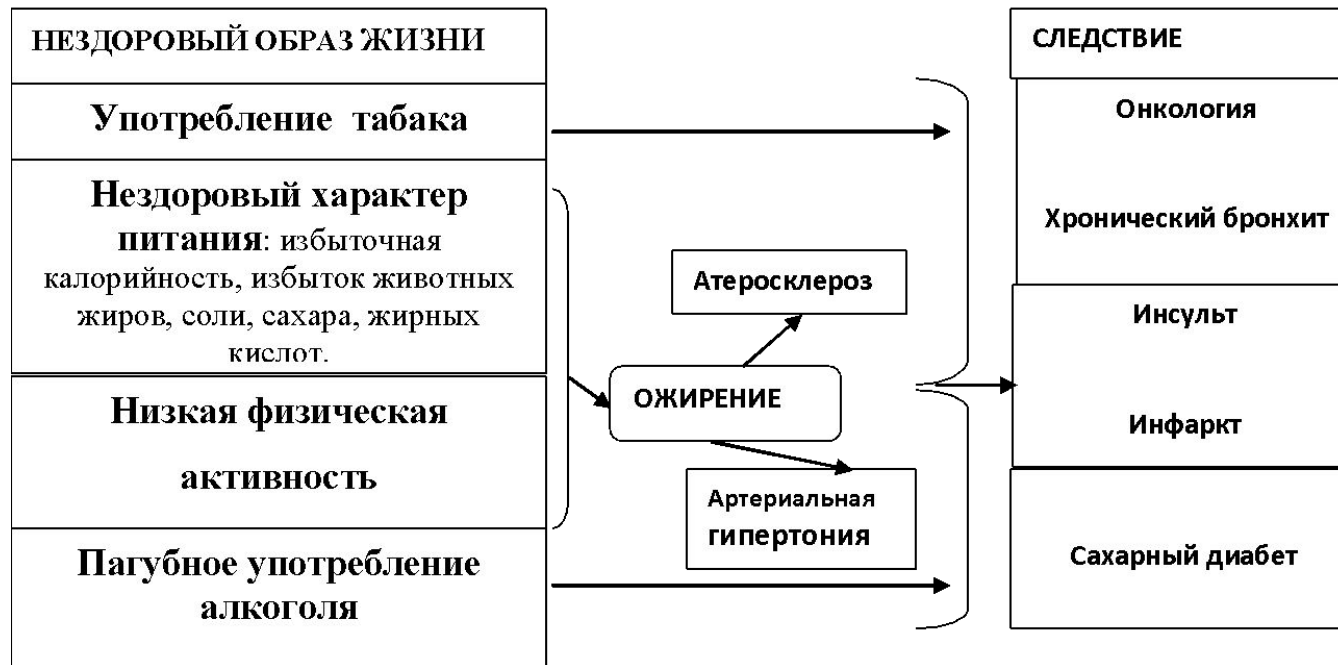 НЕЗДОРОВЫЙ ОБРАЗ ЖИЗНИ
Употребление табака
Нездоровый характер
питания: избыточная
калорийность, избыток животных
жиров, соли, сахара, жирных
кислот.
Низкая физическая
активность
Пагубное употребление
алкоголя
Атеросклероз
ОЖИРЕНИЕ
Артериальная
гипертония
СЛЕДСТВИЕ
Онкология
Хронический бронхит
Инсульт
Инфаркт
Сахарный диабет